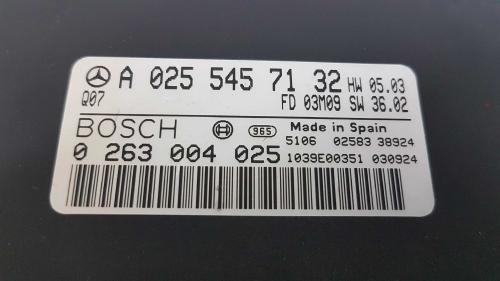 A 025 545 71 32 HW 05.03
Q07 FD 03M09 SW 36.02
BOSCH 965 Made in Spain
5106 02583 38924
0 263 004 025 1039E00351 030924